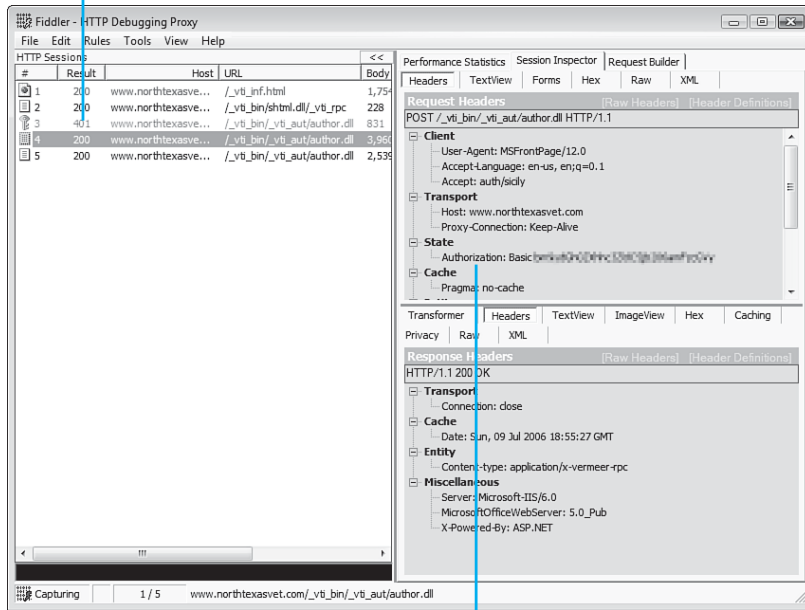 Fiddler - HTTP Debugging Proxy
File Edit Rules Tools View Help
HTTP Sessions <<
# Result Host URL Body
1 200 www.northtexasve... /_vti_inf.html 1,754
2 200 www.northtexasve... /_vti_bin/shtml.dll/_vti_rpc 228
3 401 www.northtexasve... /_vti_bin/_vti_aut/author.dll 831
4 200 www.northtexasve... /_vti_bin/_vti_aut/author.dll 3,960
5 200 www.northtexasve... /_vti_bin/_vti_aut/author.dll 2,539
Performance Statistics Session Inspector Request Builder
Headers TextView Forms Hex Raw XML
Request Headers [Raw Headers] [Header Definitions]
POST /_vti_bin/_vti_aut/author.dll HTTP/1.1
Client
User-Agent: MSFrontPage/12.0
Accept-Language: en-us, en;q=0.1
Accept: auth/sicily
Transport
Host: www.northtexasvet.com
Proxy-Connection: Keep-Alive
State
Authorization: Basic
Cache
Pragma: no-cache
Transformer Headers TextView ImageView Hex Caching
Privacy Raw XML
Response Headers [Raw Headers] [Header Definitions]
HTTP/1.1 200 OK
Transport
Connection: close
Cache
Date: Sun, 09 Jul 2006 18:55:27 GMT
Entity
Content-type: application/x-vermeer-rpc
Miscellaneous
Server: Microsoft-IIS/6.0
MicrosoftOfficeWebServer: 5.0_Pub
X-Powered-By: ASP.NET
Capturing 1 / 5 www.northtexasvet.com/_vti_bin/_vti_aut/author.dll